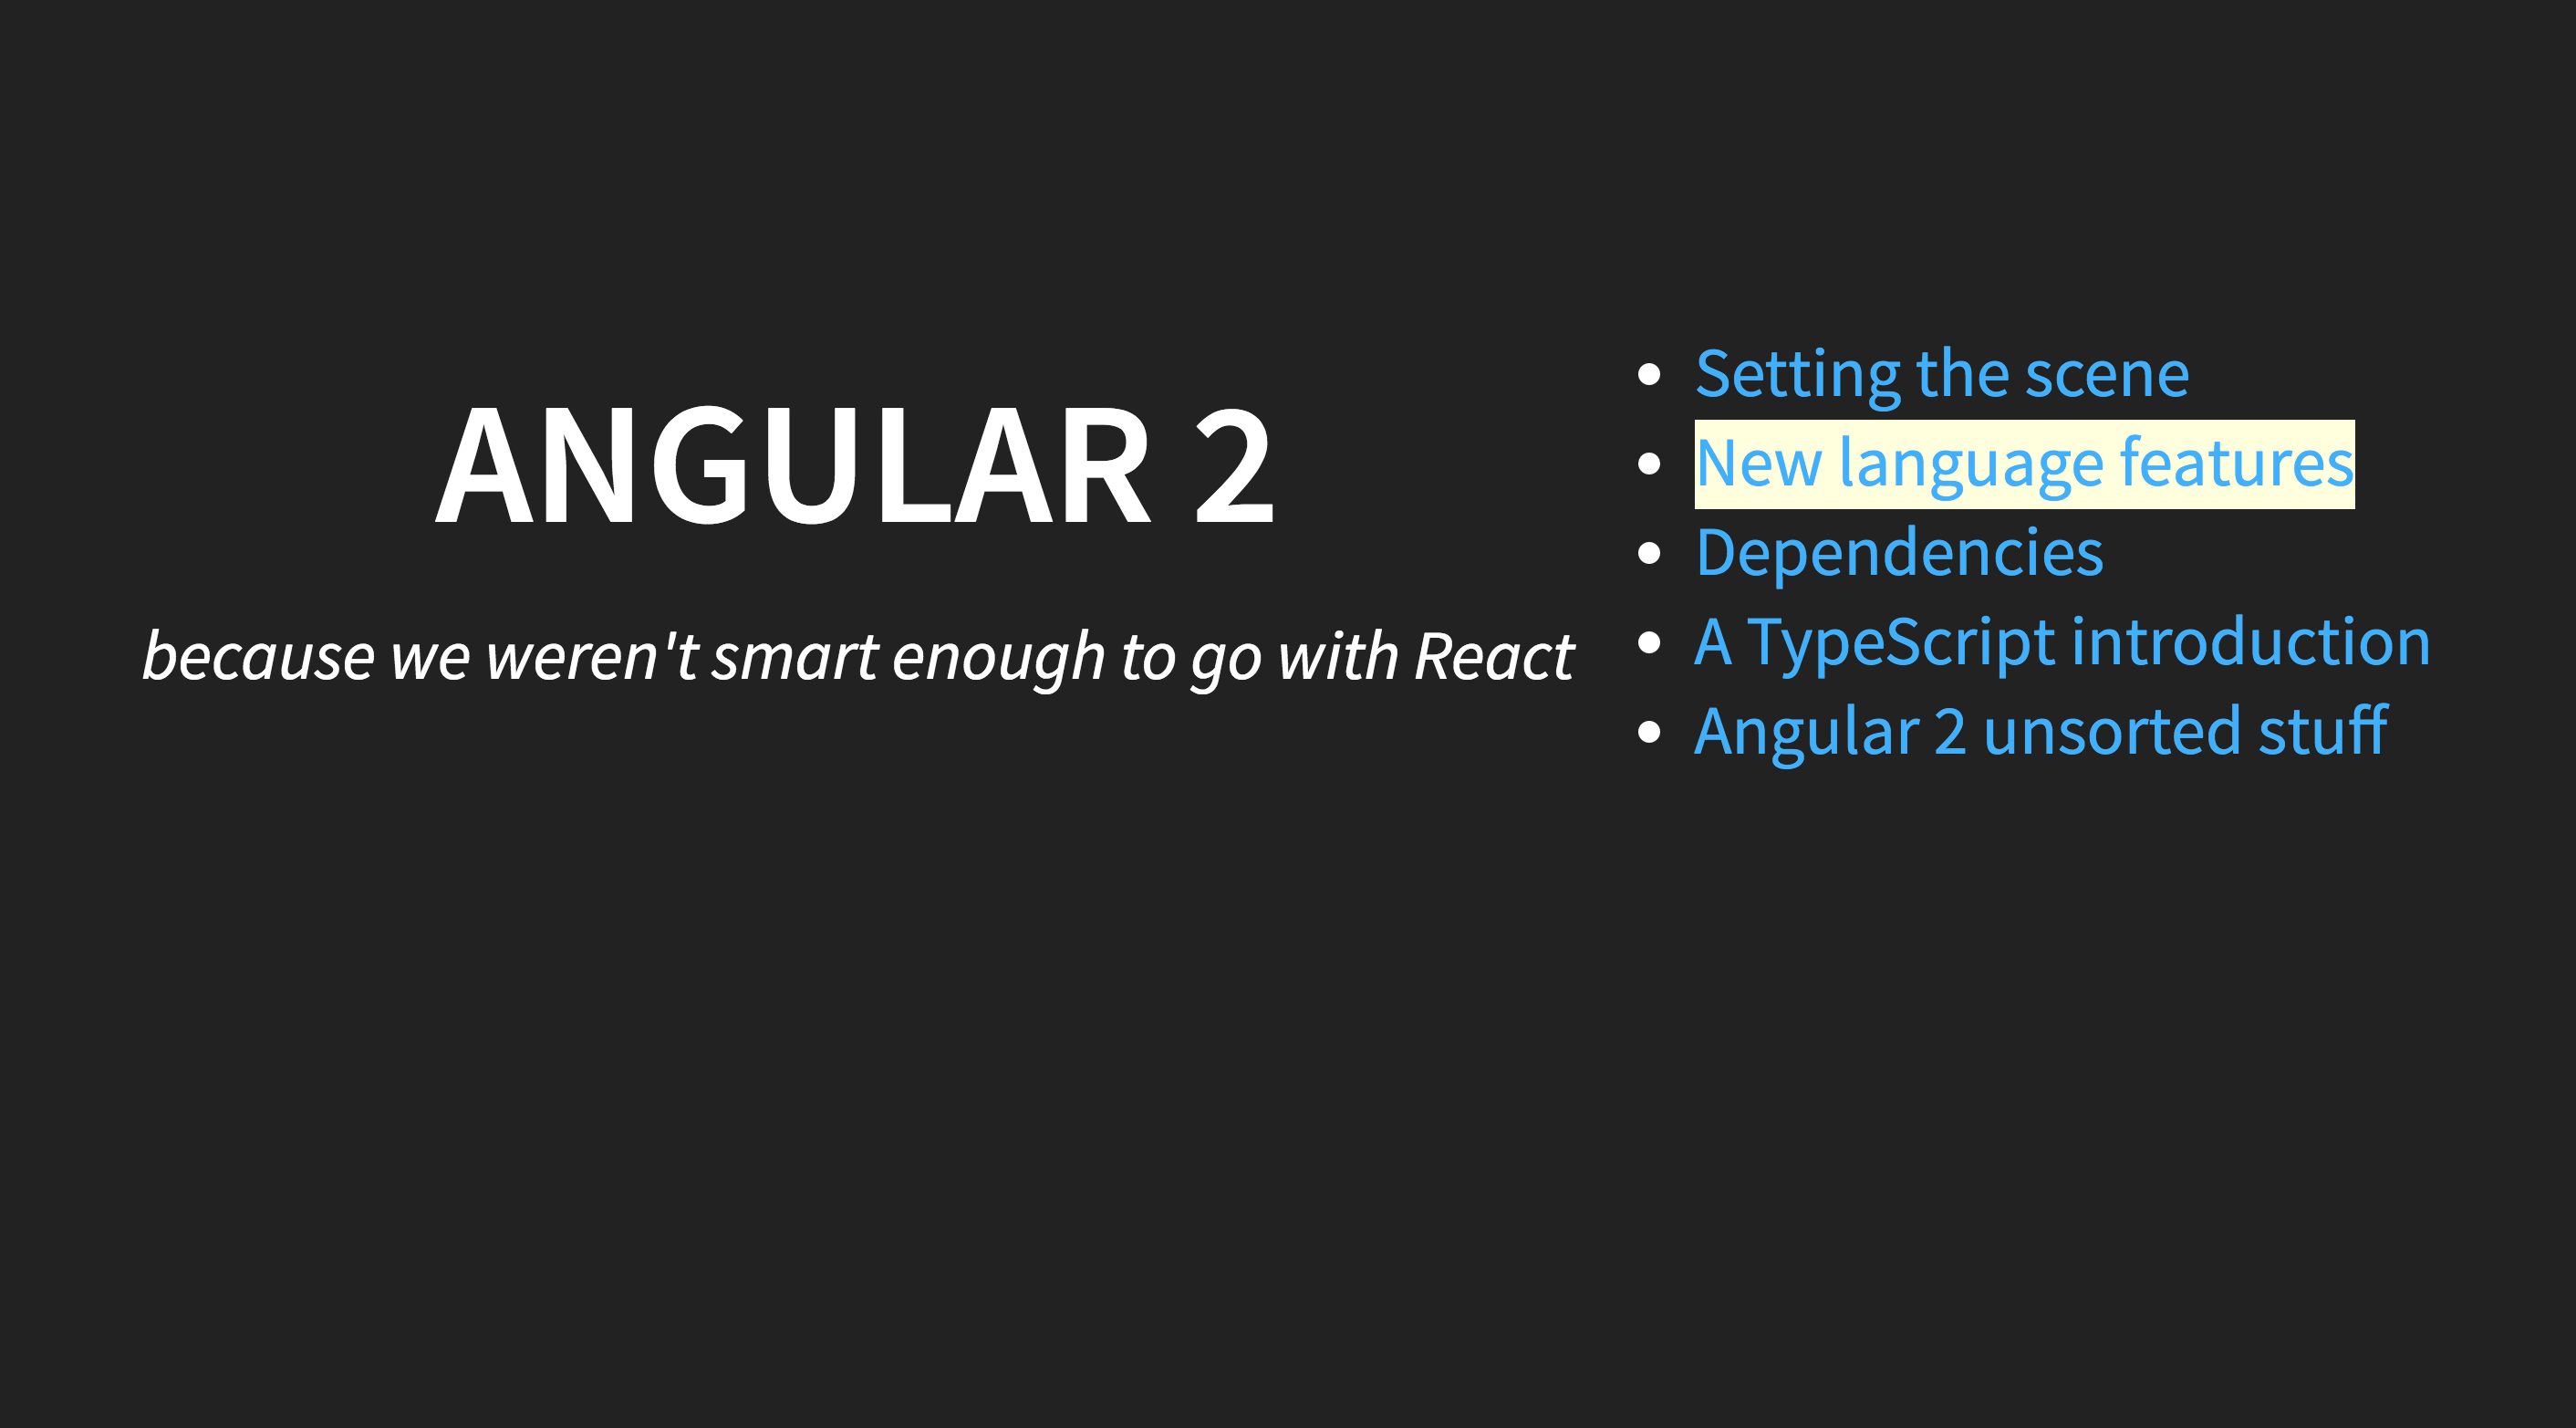 ANGULAR 2
because we weren't smart enough to go with React
Setting the scene
New language features
Dependencies
A TypeScript introduction
Angular 2 unsorted stuff